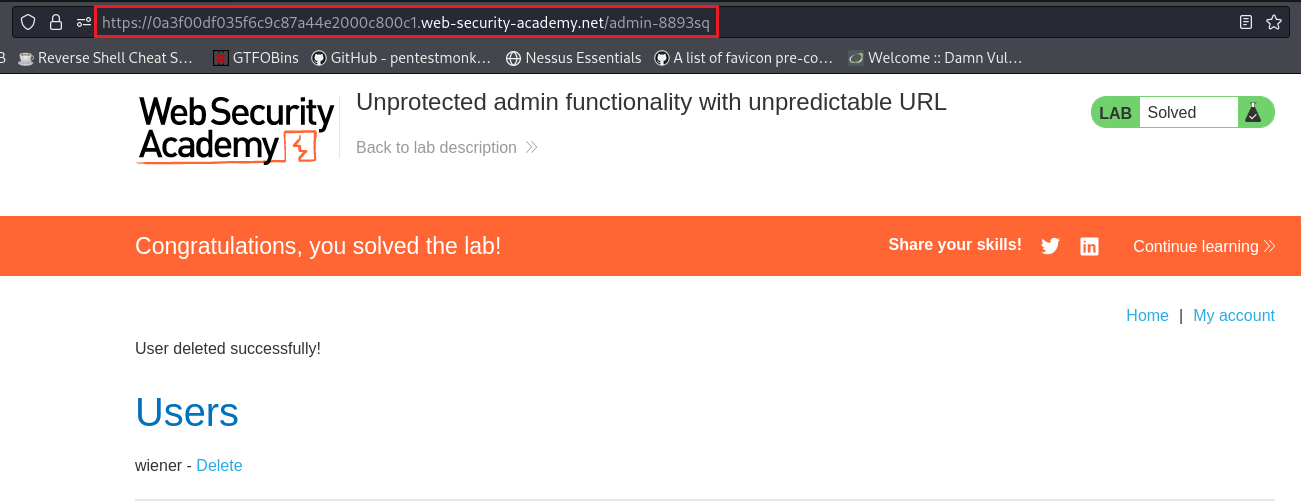 https://0a3f00df035f6c9c87a44e2000c800c1.web-security-academy.net/admin-8893sq
B Reverse Shell Cheat S... GTFOBins GitHub - pentestmonk... Nessus Essentials A list of favicon pre-co... Welcome :: Damn Vul...
Web Security
Academy
Unprotected admin functionality with unpredictable URL
Back to lab description
LAB Solved
Congratulations, you solved the lab!
Share your skills!
Continue learning
Home | My account
User deleted successfully!
Users
wiener - Delete